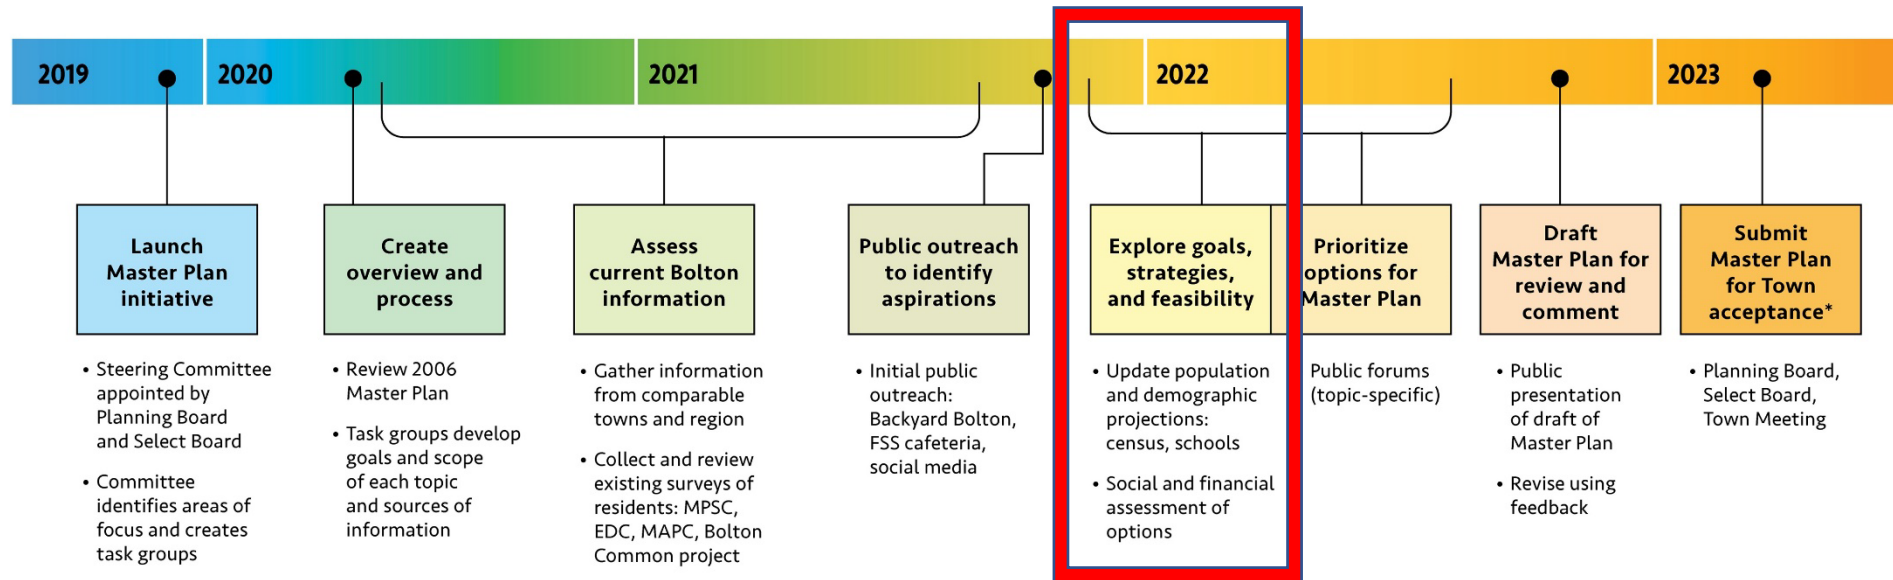 2019
2020
2021
2022
2023
Launch
Master Plan
initiative
• Steering Committee
appointed by
Planning Board
and Select Board
• Committee
identifies areas of
focus and creates
task groups
Create
overview and
process
• Review 2006
Master Plan
• Task groups develop
goals and scope
of each topic
and sources of
information
Assess
current Bolton
information
• Gather information
from comparable
towns and region
• Collect and review
existing surveys of
residents: MPSC,
EDC, MAPC, Bolton
Common project
Public outreach
to identify
aspirations
• Initial public
outreach:
Backyard Bolton,
FSS cafeteria,
social media
Explore goals,
strategies,
and feasibility
• Update population
and demographic
projections:
census, schools
• Social and financial
assessment of
options
Prioritize
options for
Master Plan
Public forums
(topic-specific)
Draft
Master Plan for
review and
comment
• Public
presentation
of draft of
Master Plan
• Revise using
feedback
Submit
Master Plan
for Town
acceptance*
• Planning Board,
Select Board,
Town Meeting